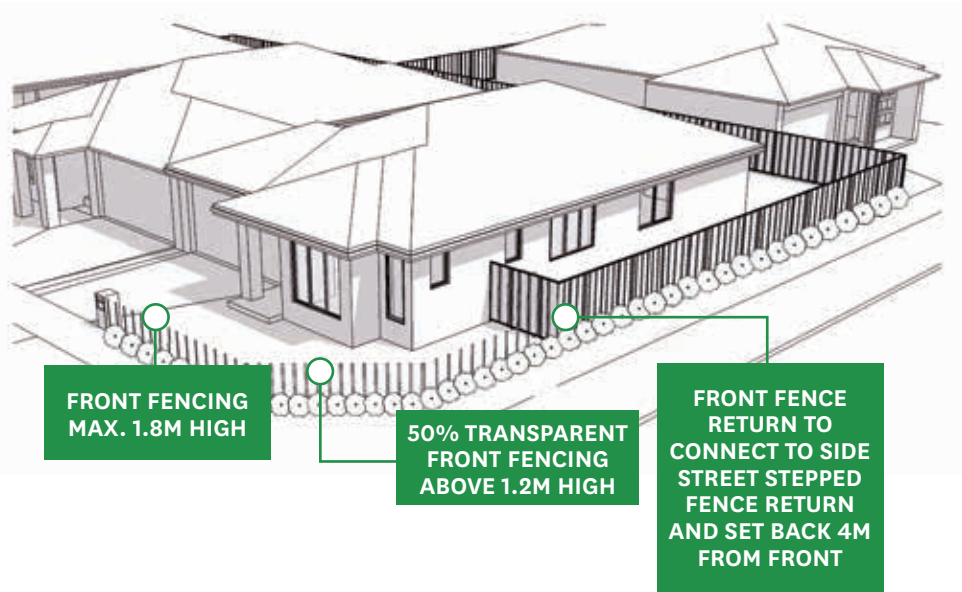 FRONT FENCING
MAX. 1.8M HIGH
50% TRANSPARENT
FRONT FENCING
ABOVE 1.2M HIGH
FRONT FENCE
RETURN TO
CONNECT TO SIDE
STREET STEPPED
FENCE RETURN
AND SET BACK 4M
FROM FRONT